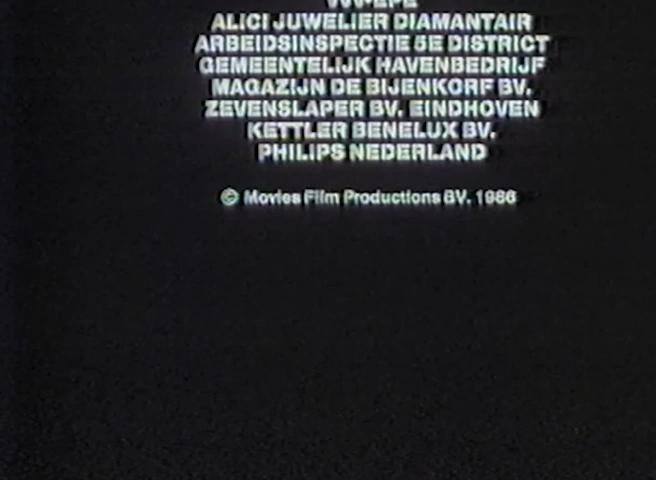 ALICI JUWELIER DIAMANTAIR
ARBEIDSINSPECTIE 5E DISTRICT
GEMEENTELIJK HAVENBEDRIJF
MAGAZIJN DE BIJENKORF BV.
ZEVENSLAPER BV. EINDHOVEN
KETTLER BENELUX BV.
PHILIPS NEDERLAND
© Movies Film Productions BV. 1986